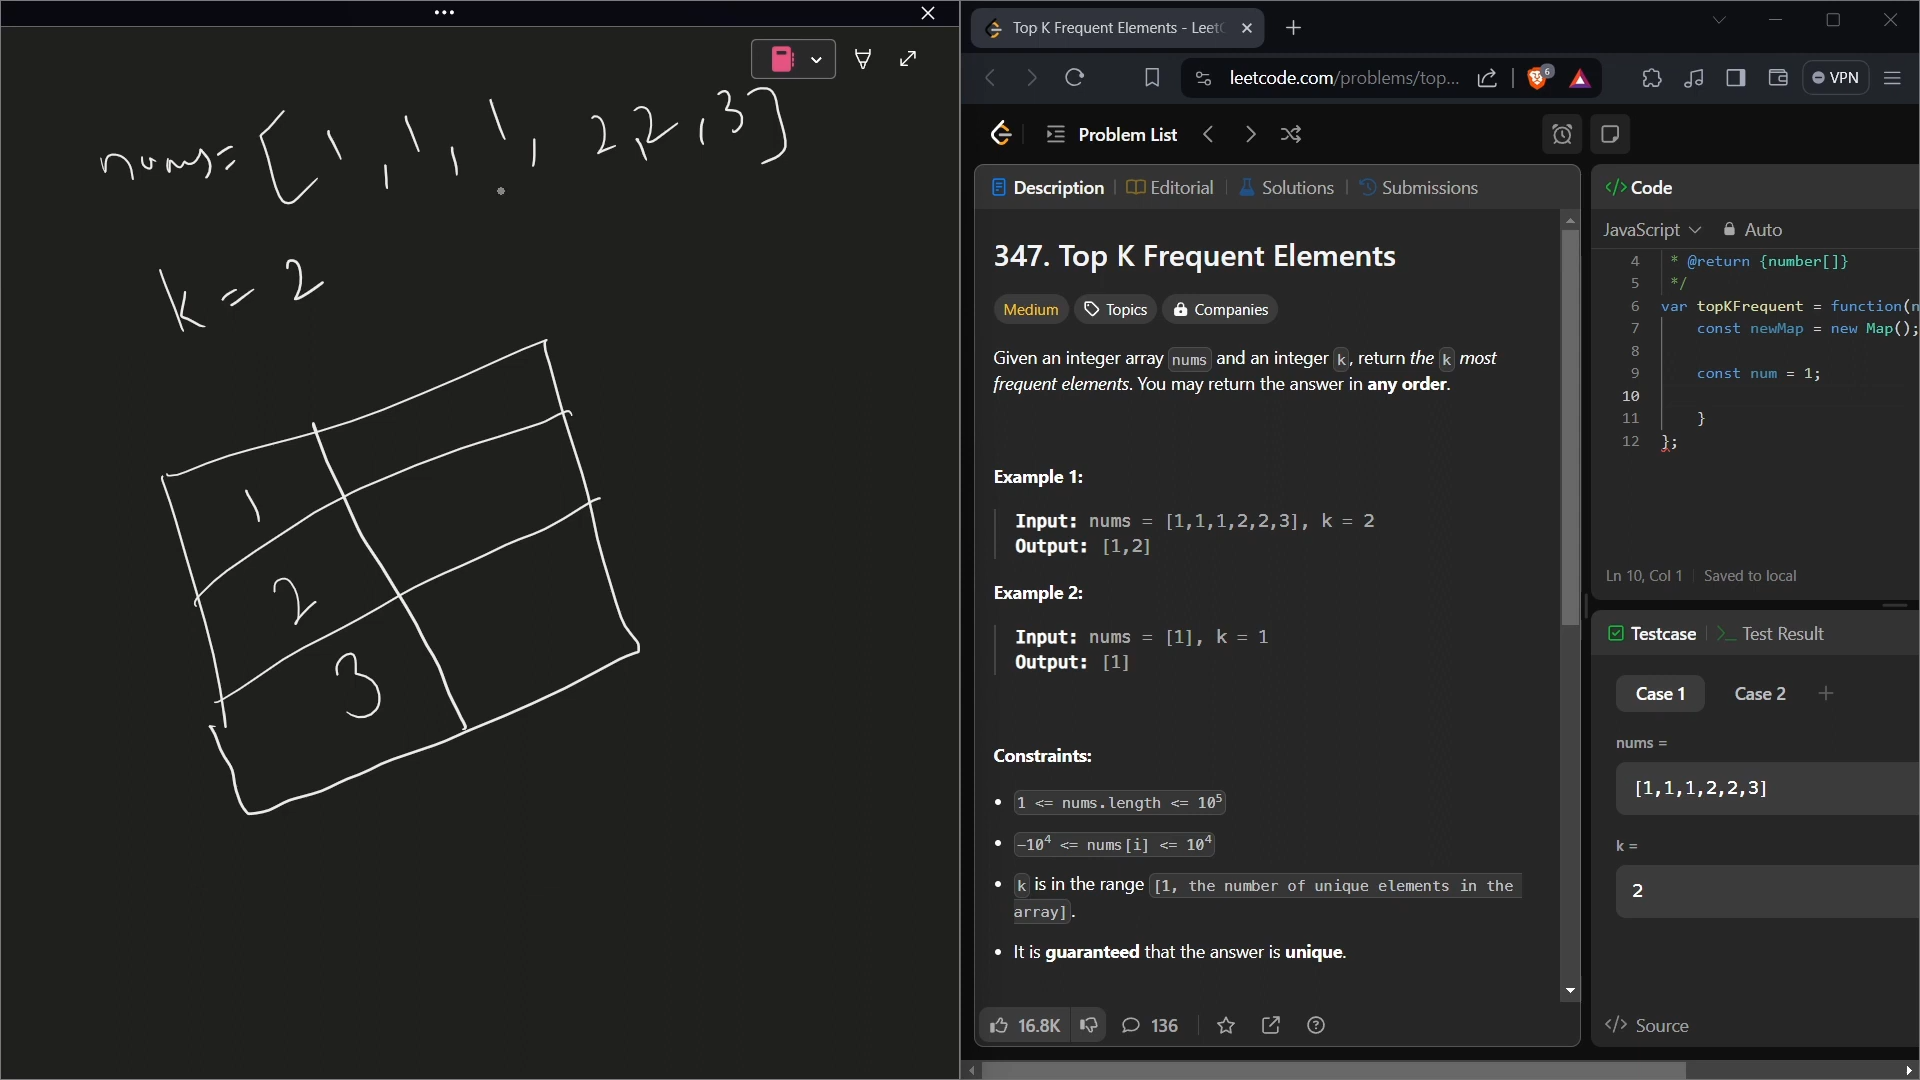 nums= [1, 1, 1, 2,2,3]
k = 2
1
2
3
Top K Frequent Elements - Leet
leetcode.com/problems/top...
6
VPN
Problem List
Description
Editorial
Solutions
Submissions
347. Top K Frequent Elements
Medium
Topics
Companies
Given an integer array nums and an integer k, return the k most
frequent elements. You may return the answer in any order.
Example 1:
Input: nums = [1,1,1,2,2,3], k = 2
Output: [1,2]
Example 2:
Input: nums = [1], k = 1
Output: [1]
Constraints:
• 1 <= nums.length <= 10⁵
• -10⁴ <= nums[i] <= 10⁴
• k is in the range [1, the number of unique elements in the
array].
• It is guaranteed that the answer is unique.
16.8K
136
</> Code
JavaScript
Auto
4 * @return {number[]}
5 */
6 var topKFrequent = function(n
7 const newMap = new Map();
8
9 const num = 1;
10
11 }
12 };
Ln 10, Col 1
Saved to local
Testcase
>_ Test Result
Case 1
Case 2
+
nums =
[1,1,1,2,2,3]
k =
2
</> Source